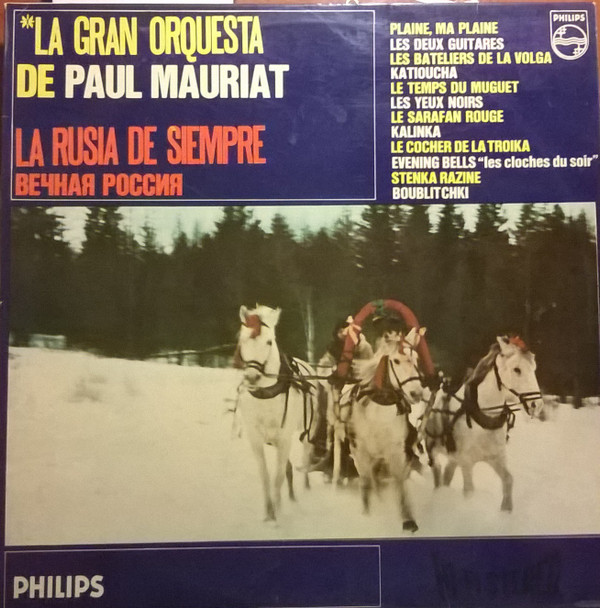 *LA GRAN ORQUESTA
DE PAUL MAURIAT
LA RUSIA DE SIEMPRE
ВЕЧНАЯ РОССИЯ
PLAINE, MA PLAINE
LES DEUX GUITARES
LES BATELIERS DE LA VOLGA
KATIOUCHA
LE TEMPS DU MUGUET
LES YEUX NOIRS
LE SARAFAN ROUGE
KALINKA
LE COCHER DE LA TROIKA
EVENING BELLS "les cloches du soir"
STENKA RAZINE
BOUBLITCHKI
PHILIPS
PHILIPS